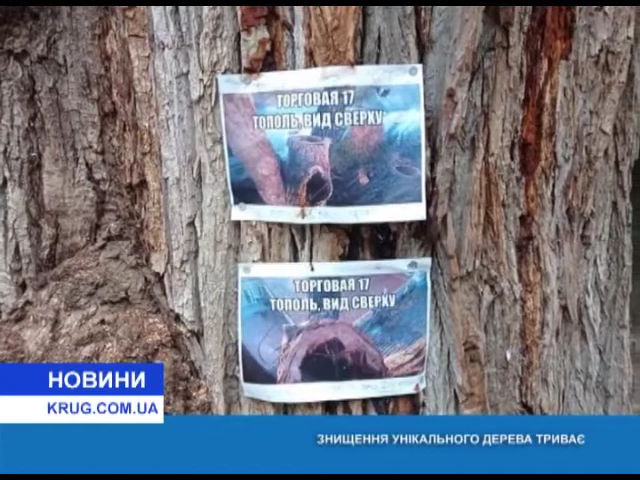 ТОРГОВАЯ 17
ТОПОЛЬ, ВИД СВЕРХУ
ТОРГОВАЯ 17
ТОПОЛЬ, ВИД СВЕРХУ
НОВИНИ
KRUG.COM.UA
ЗНИЩЕННЯ УНІКАЛЬНОГО ДЕРЕВА ТРИВАЄ